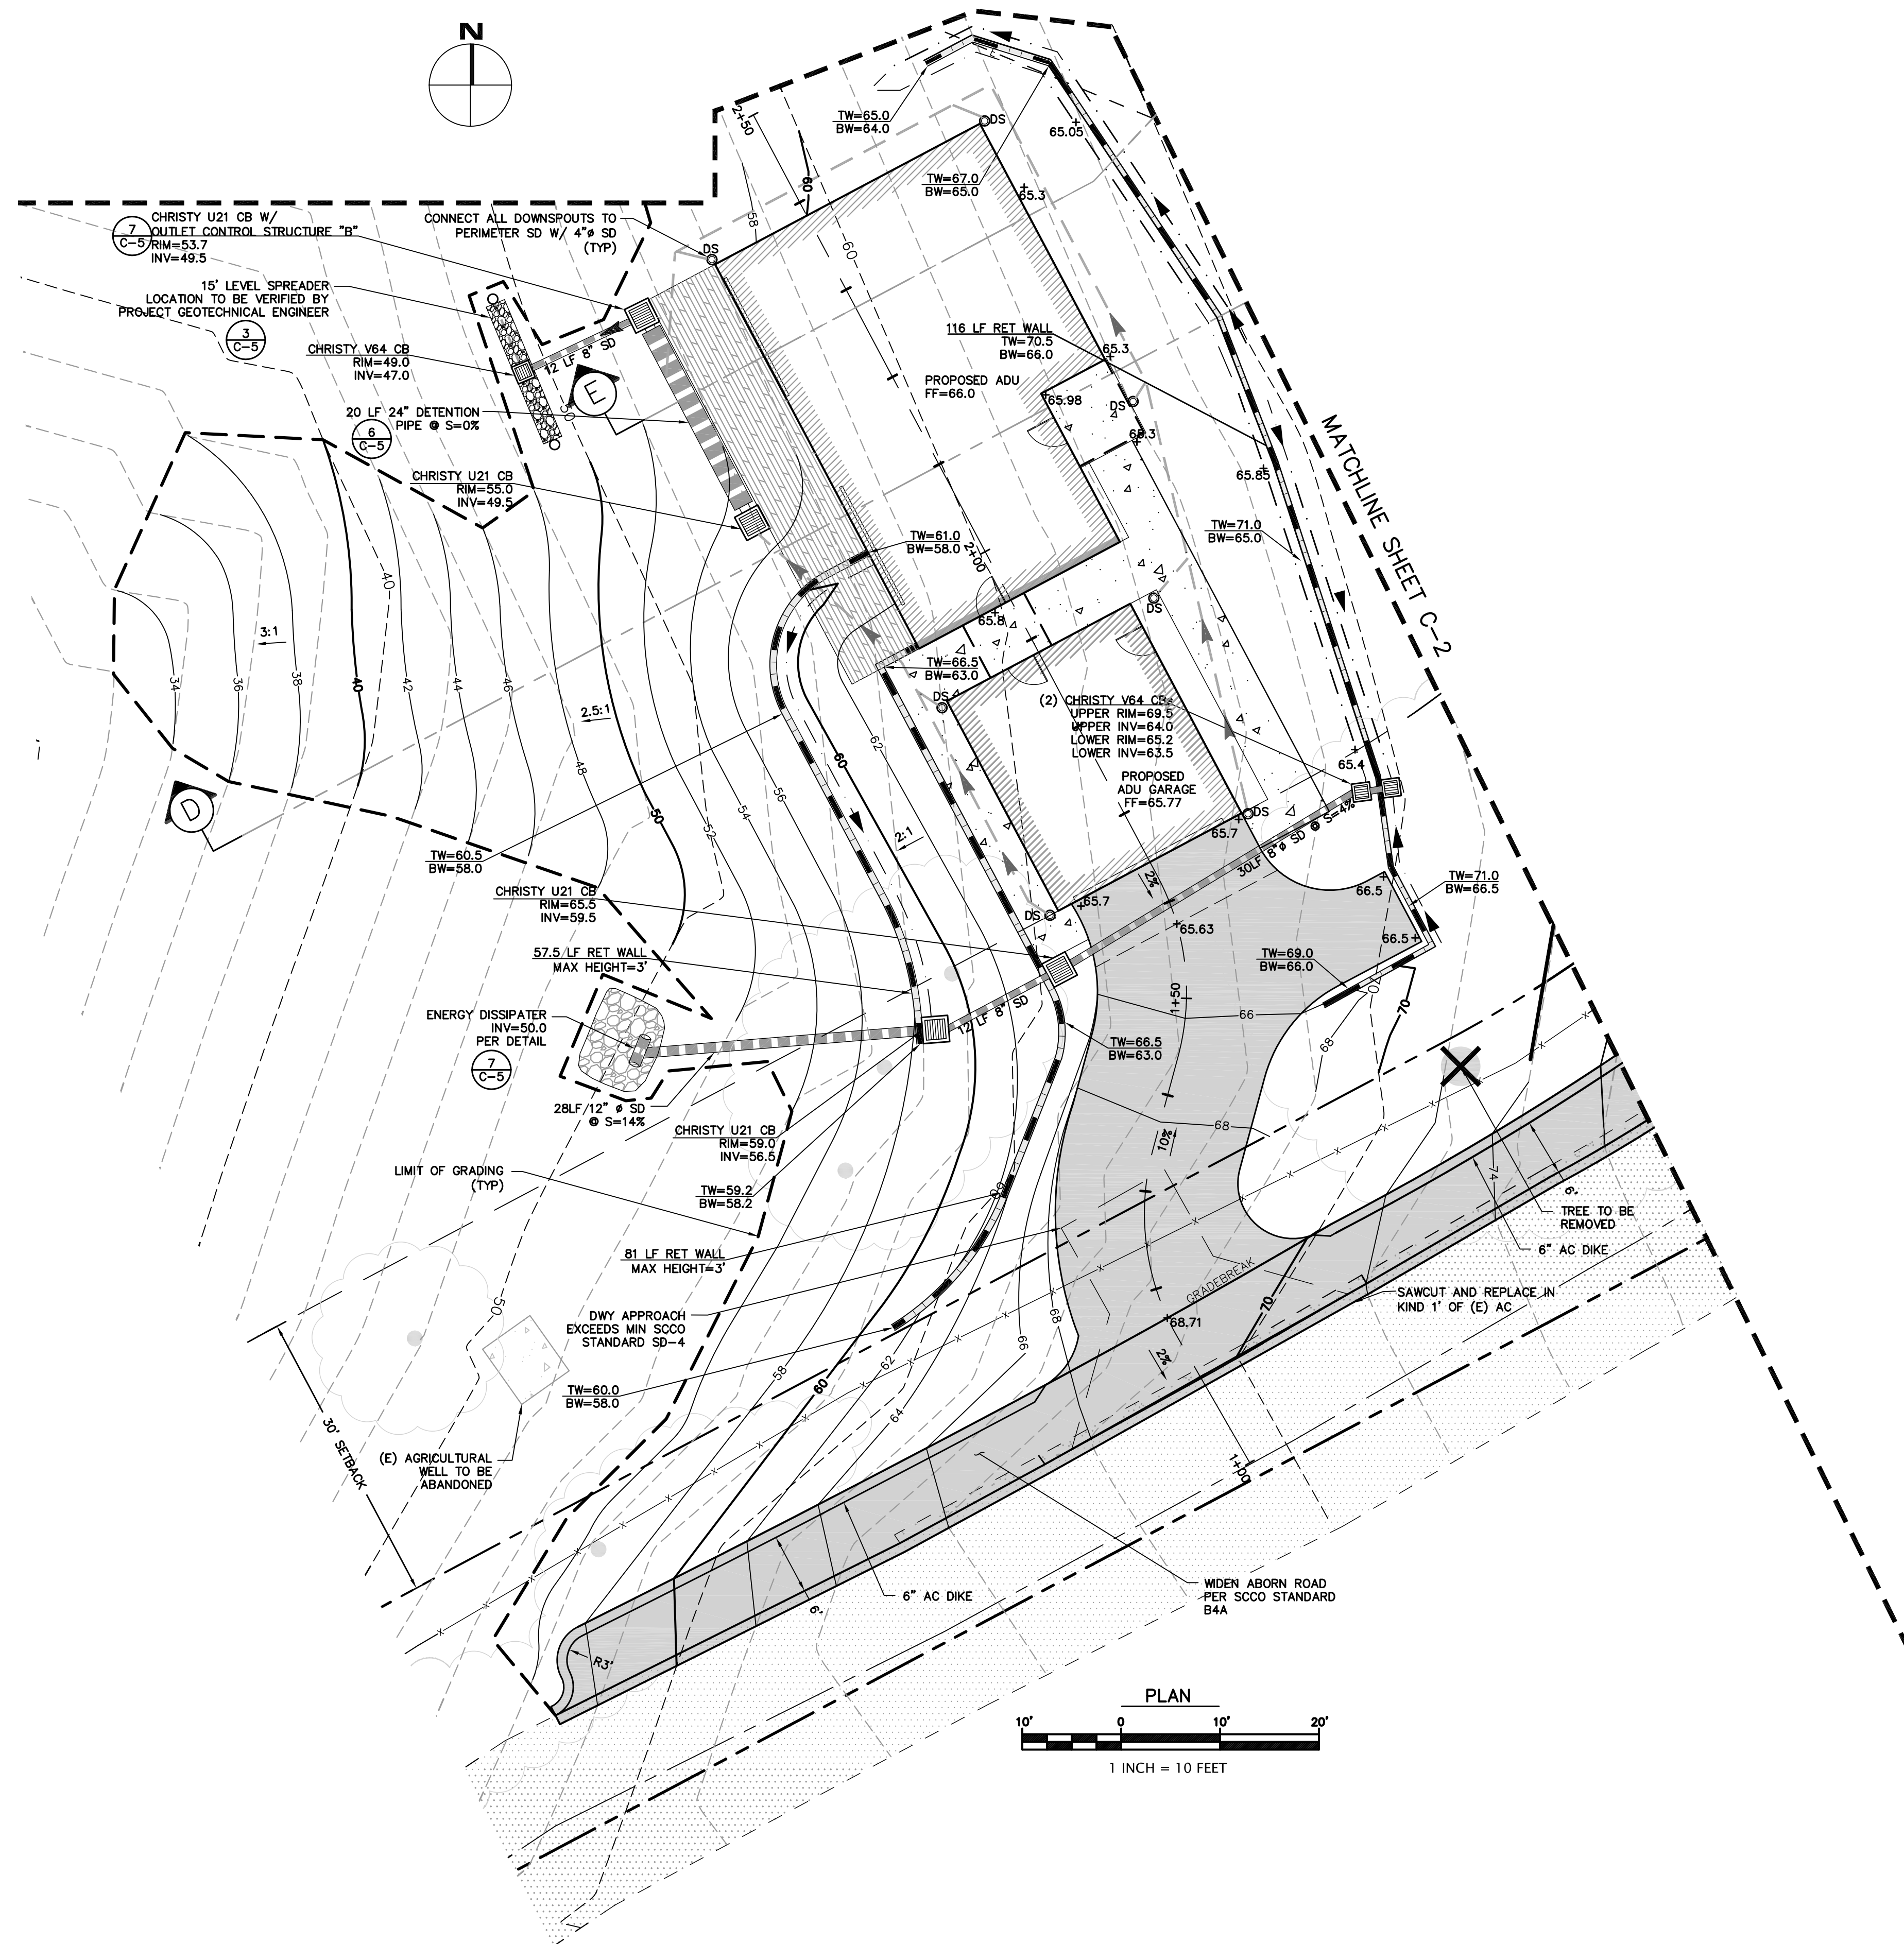 N
2+50
TW=65.0
BW=64.0
DS
65.05
60
TW=67.0
BW=65.0
65.3
7
C-5
CHRISTY U21 CB W/
OUTLET CONTROL STRUCTURE "B"
RIM=53.7
INV=49.5
CONNECT ALL DOWNSPOUTS TO
PERIMETER SD W/ 4"ø SD
(TYP)
58
60
DS
15' LEVEL SPREADER
LOCATION TO BE VERIFIED BY
PROJECT GEOTECHNICAL ENGINEER
3
C-5
CHRISTY V64 CB
RIM=49.0
INV=47.0
12 LF 8" SD
E
50
116 LF RET WALL
TW=70.5
BW=66.0
65.3
PROPOSED ADU
FF=66.0
65.98
DS
68.3
20 LF 24" DETENTION
PIPE @ S=0%
6
C-5
CHRISTY U21 CB
RIM=55.0
INV=49.5
MATCHLINE SHEET C-2
65.85
TW=71.0
BW=65.0
TW=61.0
BW=58.0
2+00
40
DS
65.8
3:1
34
36
38
40
42
44
46
2.5:1
TW=66.5
BW=63.0
DS
(2) CHRISTY V64 CBs
UPPER RIM=69.5
UPPER INV=64.0
LOWER RIM=65.2
LOWER INV=63.5
62
60
65.4
48
56
50
54
52
PROPOSED
ADU GARAGE
FF=65.77
D
2:1
DS
65.7
30LF 8"ø SD @ S=4%
TW=60.5
BW=58.0
2%
TW=71.0
BW=66.5
66.5
CHRISTY U21 CB
RIM=65.5
INV=59.5
65.7
DS
65.63
66.5
57.5 LF RET WALL
MAX HEIGHT=3'
TW=69.0
BW=66.0
70
1+50
70
66
ENERGY DISSIPATER
INV=50.0
PER DETAIL
7
C-5
12 LF 8" SD
68
TW=66.5
BW=63.0
28LF/12" ø SD
@ S=14%
CHRISTY U21 CB
RIM=59.0
INV=56.5
68
10%
LIMIT OF GRADING
(TYP)
TW=59.2
BW=58.2
60
74
6'
TREE TO BE
REMOVED
6" AC DIKE
81 LF RET WALL
MAX HEIGHT=3'
GRADEBREAK
50
DWY APPROACH
EXCEEDS MIN SCCO
STANDARD SD-4
68
70
68.71
SAWCUT AND REPLACE IN
KIND 1' OF (E) AC
66
2%
62
58
60
TW=60.0
BW=58.0
64
30' SETBACK
(E) AGRICULTURAL
WELL TO BE
ABANDONED
1+00
6" AC DIKE
6'
WIDEN ABORN ROAD
PER SCCO STANDARD
B4A
R3'
PLAN
10' 0 10' 20'
1 INCH = 10 FEET